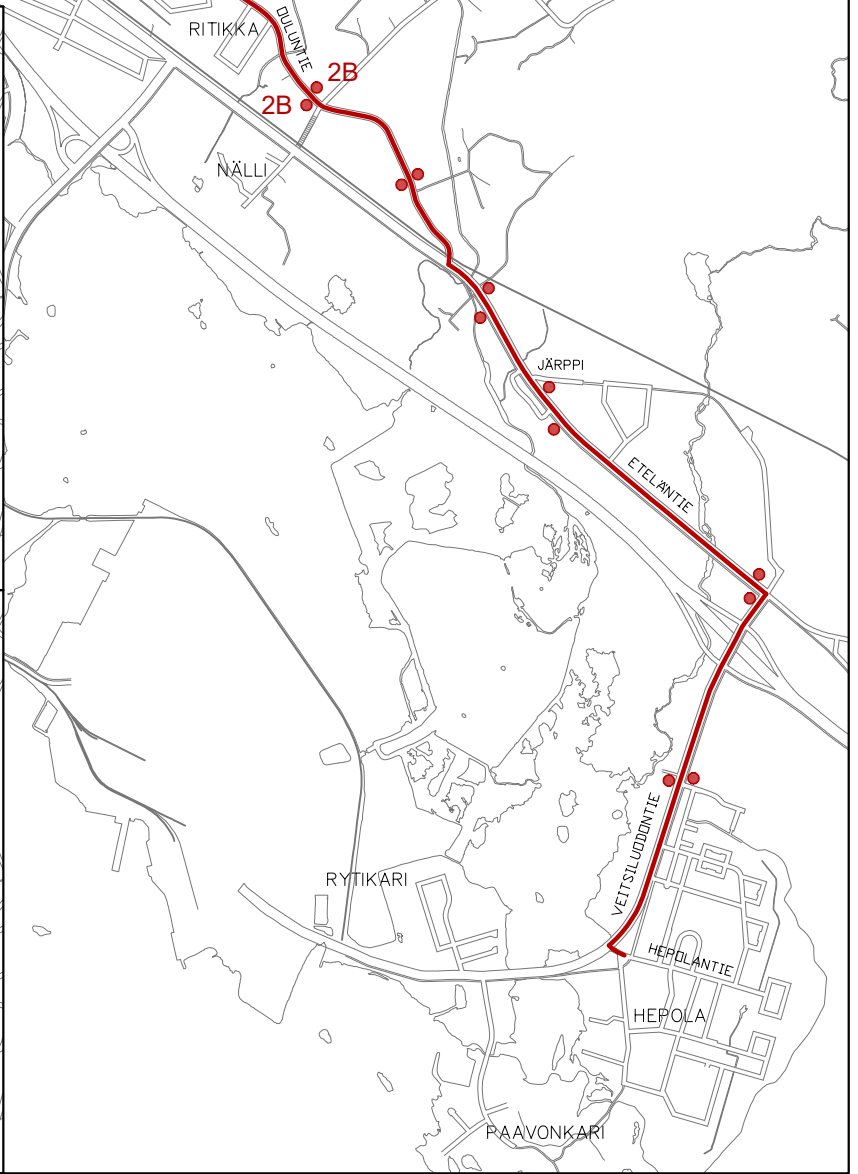 RITIKKA
OULUNTIE
2B
2B
NÄLLI
JÄRPPI
ETELÄNTIE
VEITSILUODONTIE
RYTIKARI
HEPOLANTIE
HEPOLA
PAAVONKARI